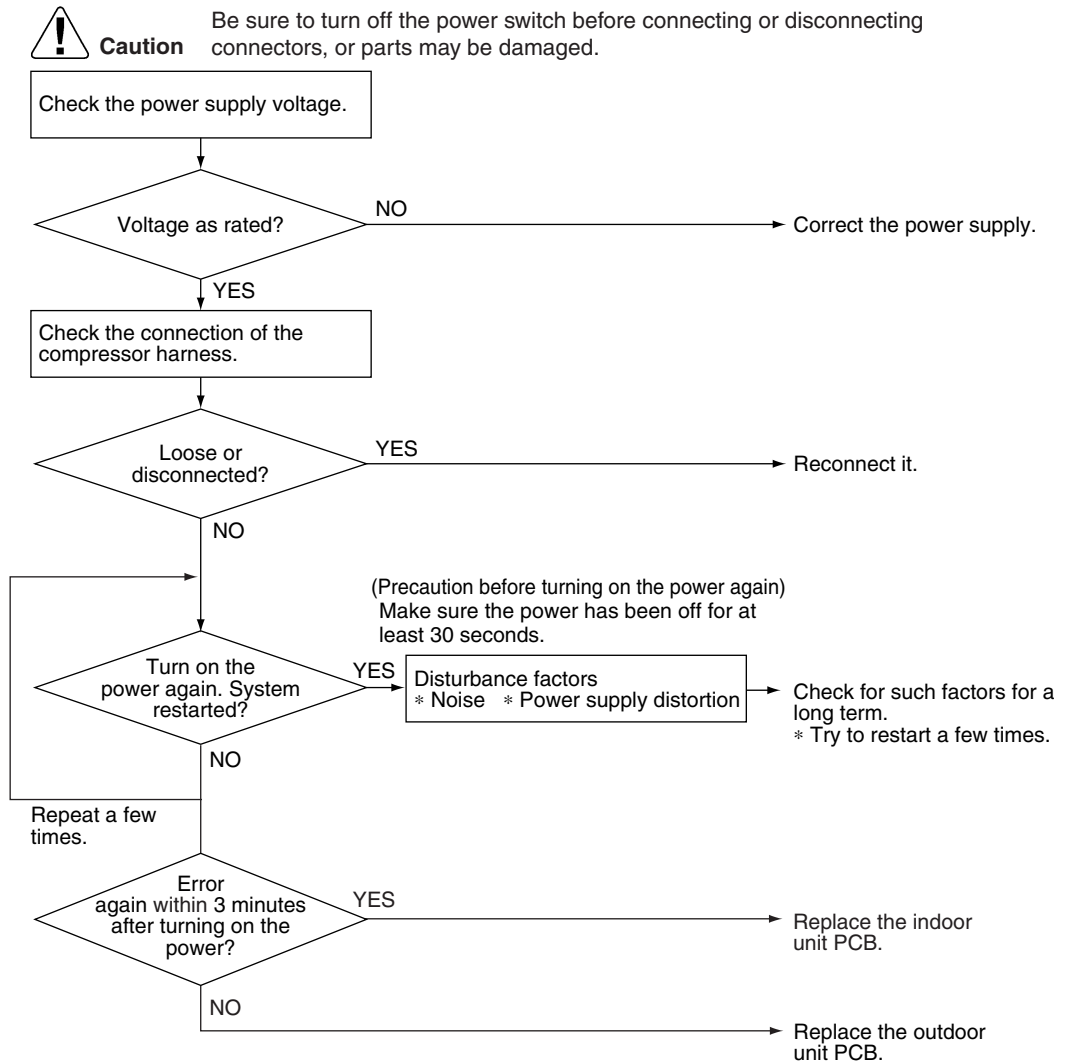 Be sure to turn off the power switch before connecting or disconnecting
Caution connectors, or parts may be damaged.
Check the power supply voltage.
Voltage as rated?
NO
Correct the power supply.
YES
Check the connection of the
compressor harness.
Loose or
disconnected?
YES
Reconnect it.
NO
(Precaution before turning on the power again)
Make sure the power has been off for at
least 30 seconds.
Turn on the
power again. System
restarted?
YES
Disturbance factors
* Noise * Power supply distortion
Check for such factors for a
long term.
* Try to restart a few times.
NO
Repeat a few
times.
Error
again within 3 minutes
after turning on the
power?
YES
Replace the indoor
unit PCB.
NO
Replace the outdoor
unit PCB.